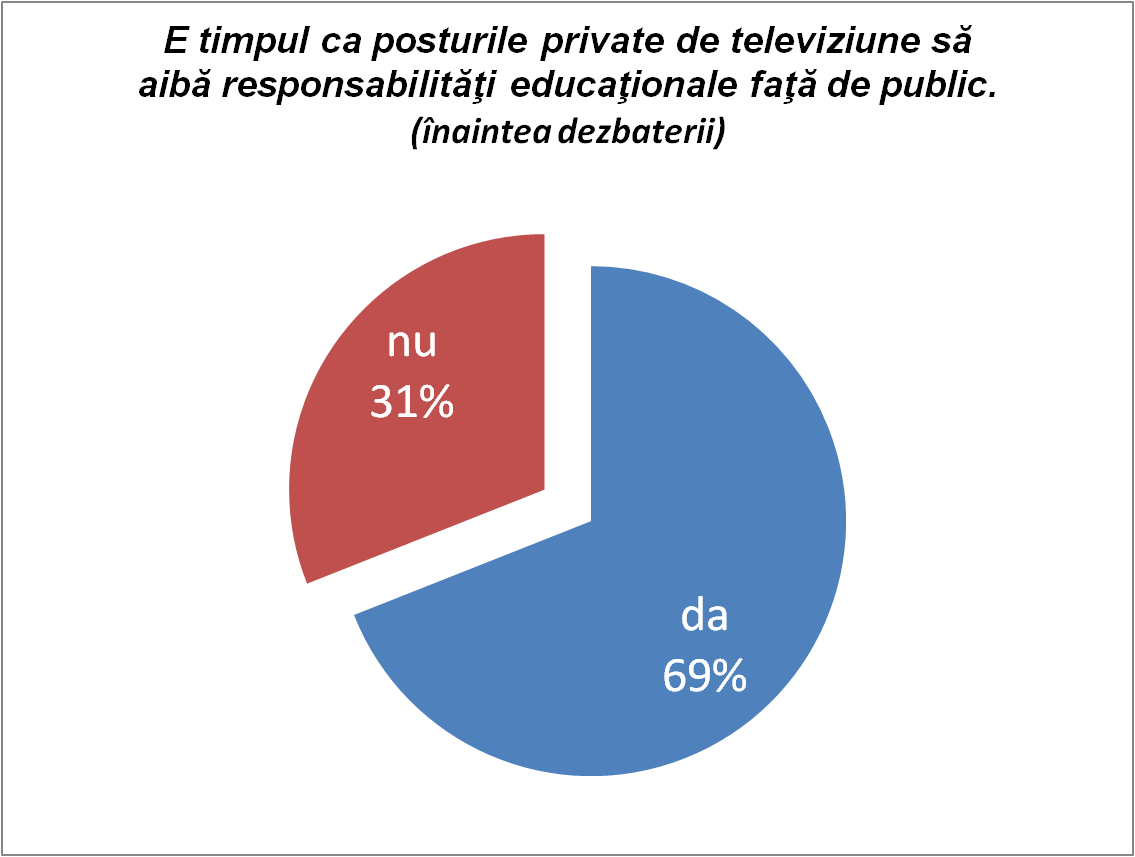 E timpul ca posturile private de televiziune să
aibă responsabilităţi educaţionale faţă de public.
(înaintea dezbaterii)
nu
31%
da
69%